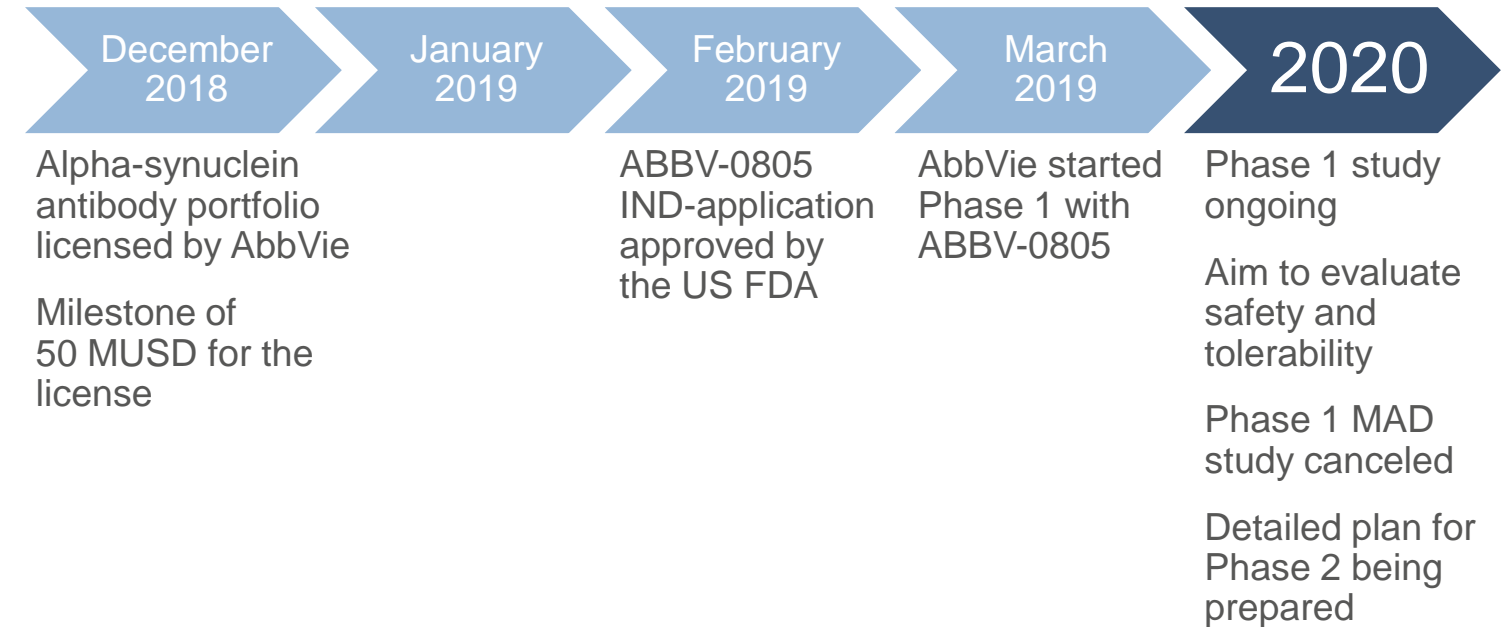 December
2018
January
2019
February
2019
March
2019
2020
Alpha-synuclein
antibody portfolio
licensed by AbbVie
Milestone of
50 MUSD for the
license
ABBV-0805
IND-application
approved by
the US FDA
AbbVie started
Phase 1 with
ABBV-0805
Phase 1 study
ongoing
Aim to evaluate
safety and
tolerability
Phase 1 MAD
study canceled
Detailed plan for
Phase 2 being
prepared